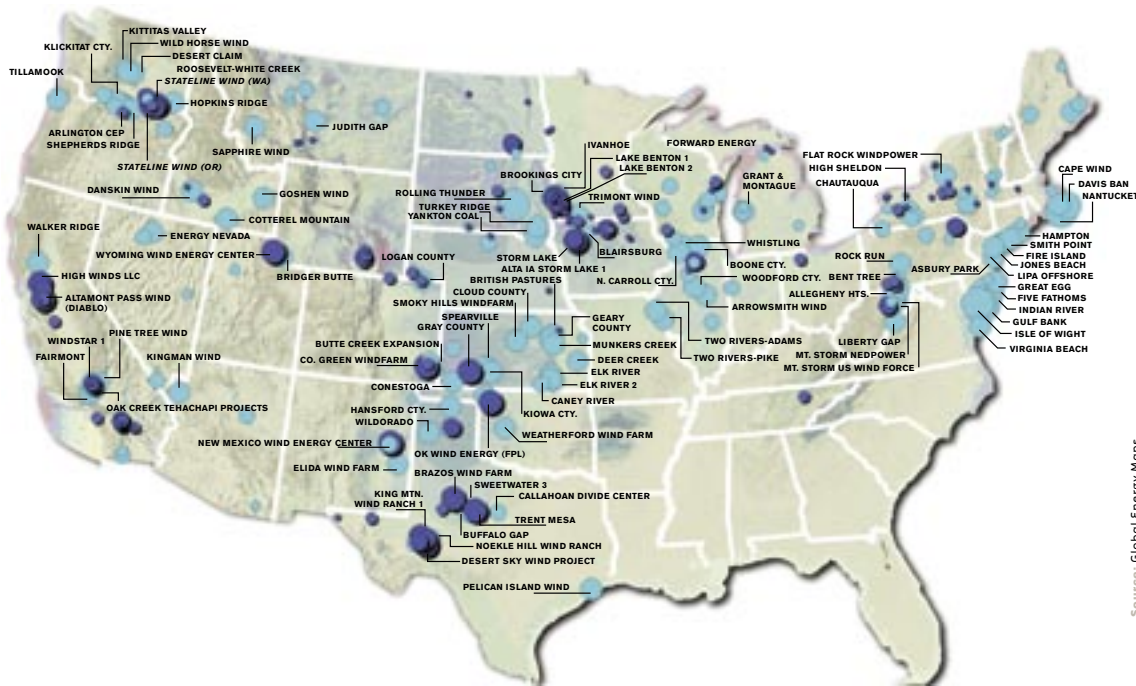 KITTITAS VALLEY
WILD HORSE WIND
KLICKITAT CTY.
DESERT CLAIM
TILLAMOOK
ROOSEVELT-WHITE CREEK
STATELINE WIND (WA)
HOPKINS RIDGE
ARLINGTON CEP
SHEPHERDS RIDGE
JUDITH GAP
SAPPHIRE WIND
STATELINE WIND (OR)
DANSKIN WIND
GOSHEN WIND
COTTEREL MOUNTAIN
WALKER RIDGE
ENERGY NEVADA
WYOMING WIND ENERGY CENTER
BRIDGER BUTTE
HIGH WINDS LLC
ALTAMONT PASS WIND
(DIABLO)
PINE TREE WIND
WINDSTAR 1
FAIRMONT
KINGMAN WIND
OAK CREEK TEHACHAPI PROJECTS
IVANHOE
LAKE BENTON 1
LAKE BENTON 2
BROOKINGS CITY
TRIMONT WIND
ROLLING THUNDER
TURKEY RIDGE
YANKTON COAL
FORWARD ENERGY
GRANT &
MONTAGUE
STORM LAKE
BLAIRSBURG
ALTA IA STORM LAKE 1
LOGAN COUNTY
BRITISH PASTURES
CLOUD COUNTY
SMOKY HILLS WINDFARM
SPEARVILLE
GRAY COUNTY
GEARY
COUNTY
MUNKERS CREEK
BUTTE CREEK EXPANSION
CO. GREEN WINDFARM
DEER CREEK
ELK RIVER
ELK RIVER 2
CONESTOGA
CANEY RIVER
KIOWA CTY.
HANSFORD CTY.
WILDORADO
WEATHERFORD WIND FARM
NEW MEXICO WIND ENERGY CENTER
OK WIND ENERGY (FPL)
ELIDA WIND FARM
BRAZOS WIND FARM
SWEETWATER 3
KING MTN.
WIND RANCH 1
CALLAHOAN DIVIDE CENTER
TRENT MESA
BUFFALO GAP
NOEKLE HILL WIND RANCH
DESERT SKY WIND PROJECT
PELICAN ISLAND WIND
WHISTLING
BOONE CTY.
N. CARROLL CTY.
WOODFORD CTY.
ARROWSMITH WIND
TWO RIVERS-ADAMS
TWO RIVERS-PIKE
FLAT ROCK WINDPOWER
HIGH SHELDON
CHAUTAUQUA
CAPE WIND
DAVIS BAN
NANTUCKET
ROCK RUN
BENT TREE
ALLEGHENY HTS.
ASBURY PARK
HAMPTON
SMITH POINT
FIRE ISLAND
JONES BEACH
LIPA OFFSHORE
GREAT EGG
FIVE FATHOMS
INDIAN RIVER
GULF BANK
ISLE OF WIGHT
VIRGINIA BEACH
LIBERTY GAP
MT. STORM NEDPOWER
MT. STORM US WIND FORCE
Source: Global Energy Maps